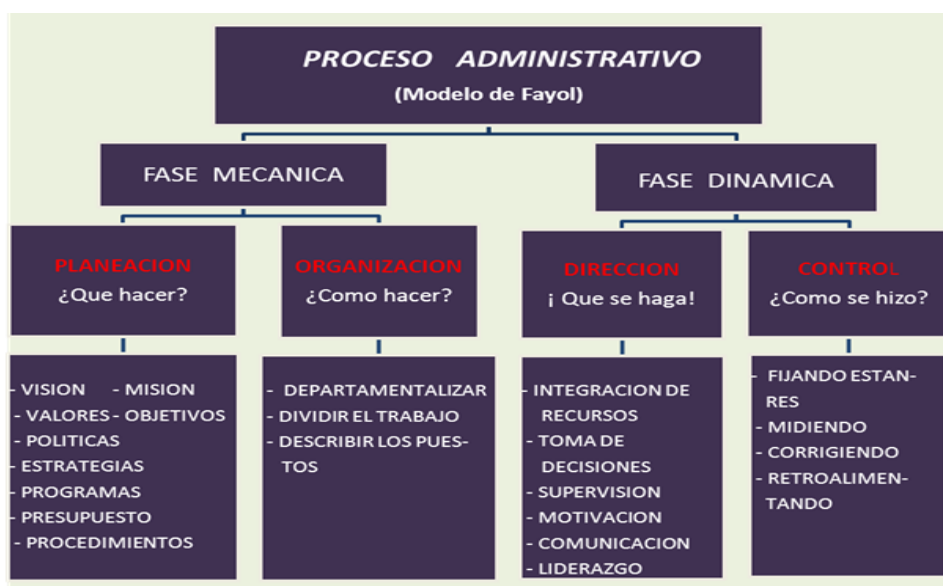 PROCESO ADMINISTRATIVO
(Modelo de Fayol)
FASE MECANICA
FASE DINAMICA
PLANEACION
¿Que hacer?
ORGANIZACION
¿Como hacer?
DIRECCION
¡ Que se haga!
CONTROL
¿Como se hizo?
- VISION - MISION
- VALORES - OBJETIVOS
- POLITICAS
- ESTRATEGIAS
- PROGRAMAS
- PRESUPUESTO
- PROCEDIMIENTOS
- DEPARTAMENTALIZAR
- DIVIDIR EL TRABAJO
- DESCRIBIR LOS PUES-
TOS
- INTEGRACION DE
RECURSOS
- TOMA DE
DECISIONES
- SUPERVISION
- MOTIVACION
- COMUNICACION
- LIDERAZGO
- FIJANDO ESTAN-
RES
- MIDIENDO
- CORRIGIENDO
- RETROALIMEN-
TANDO